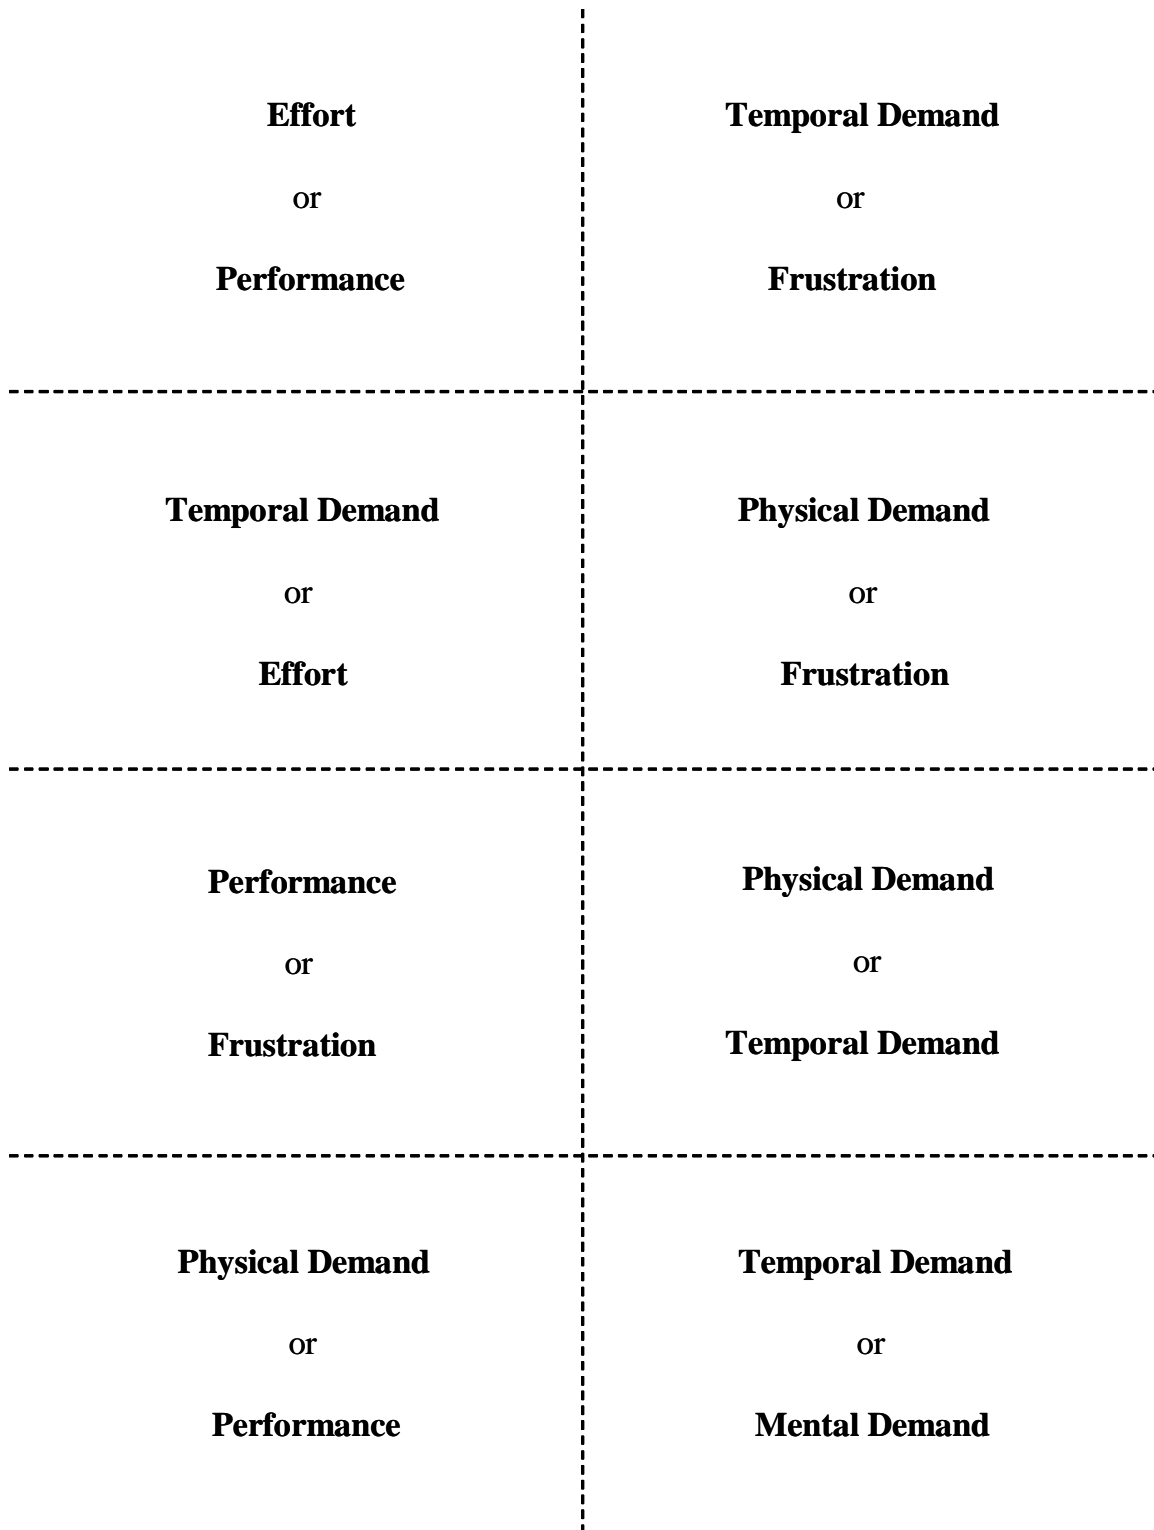 Effort
or
Performance
Temporal Demand
or
Frustration
Temporal Demand
or
Effort
Physical Demand
or
Frustration
Performance
or
Frustration
Physical Demand
or
Temporal Demand
Physical Demand
or
Performance
Temporal Demand
or
Mental Demand